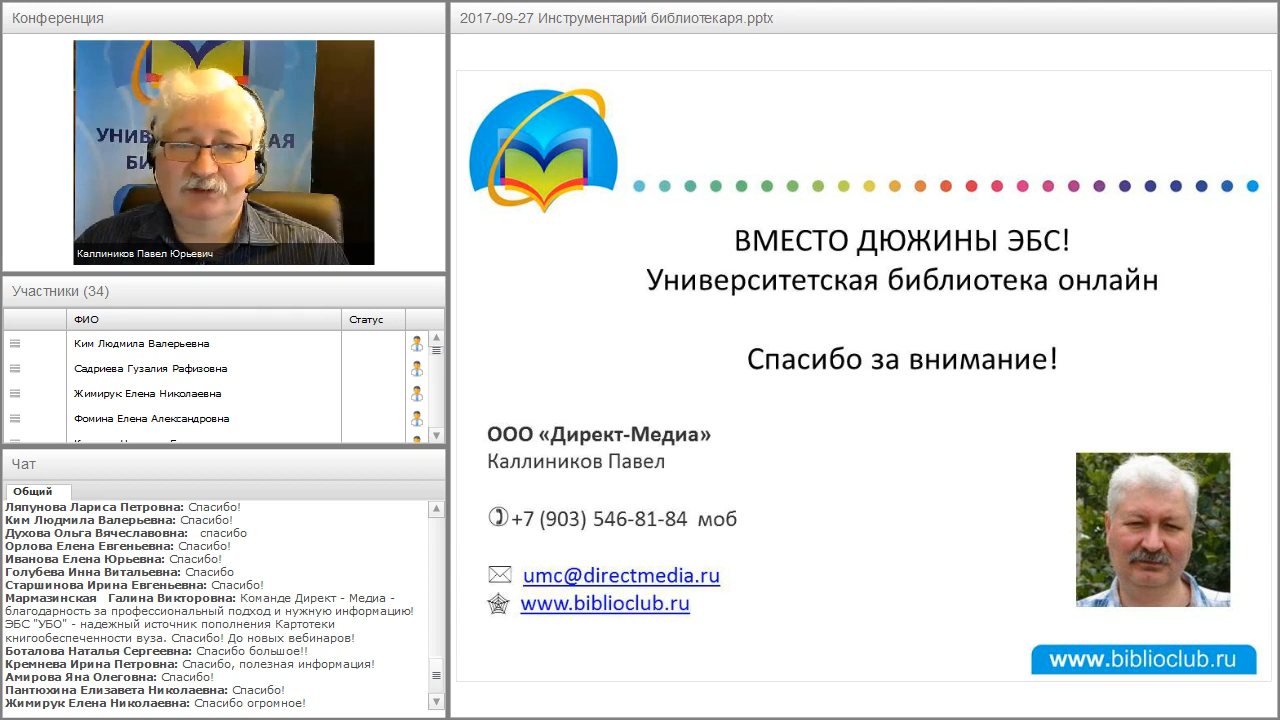 Конференция
УНИВ
АЯ
БИ
Каллиников Павел Юрьевич
Участники (34)
ФИО
Статус
Ким Людмила Валерьевна
Садриева Гузалия Рафизовна
Жимирук Елена Николаевна
Фомина Елена Александровна
Чат
Общий
Ляпунова Лариса Петровна: Спасибо!
Ким Людмила Валерьевна: Спасибо!
Духова Ольга Вячеславовна: спасибо
Орлова Елена Евгеньевна: Спасибо!
Иванова Елена Юрьевна: Спасибо!
Голубева Инна Витальевна: Спасибо
Старшинова Ирина Евгеньевна: Спасибо!
Мармазинская Галина Викторовна: Команде Директ - Медиа -
благодарность за профессиональный подход и нужную информацию!
ЭБС "УБО" - надежный источник пополнения Картотеки
книгообеспеченности вуза. Спасибо! До новых вебинаров!
Боталова Наталья Сергеевна: Спасибо большое!!
Кремнева Ирина Петровна: Спасибо, полезная информация!
Амирова Яна Олеговна: Спасибо!
Пантюхина Елизавета Николаевна: Спасибо!
Жимирук Елена Николаевна: Спасибо огромное!
2017-09-27 Инструментарий библиотекаря.pptx
ВМЕСТО ДЮЖИНЫ ЭБС!
Университетская библиотека онлайн
Спасибо за внимание!
ООО «Директ-Медиа»
Каллиников Павел
+7 (903) 546-81-84 моб
umc@directmedia.ru
www.biblioclub.ru
www.biblioclub.ru